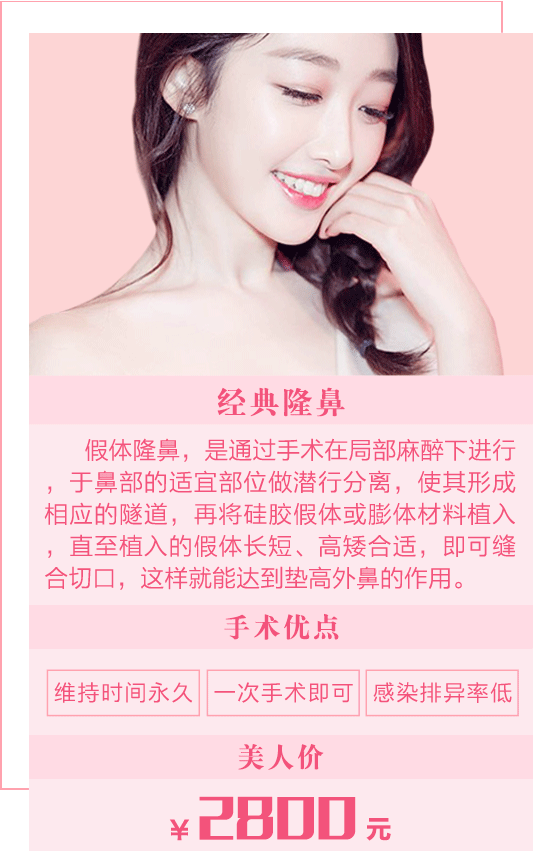 经典隆鼻
假体隆鼻，是通过手术在局部麻醉下进行
，于鼻部的适宜部位做潜行分离，使其形成
相应的隧道，再将硅胶假体或膨体材料植入
，直至植入的假体长短、高矮合适，即可缝
合切口，这样就能达到垫高外鼻的作用。
手术优点
维持时间永久 一次手术即可 感染排异率低
美人价
¥2800元